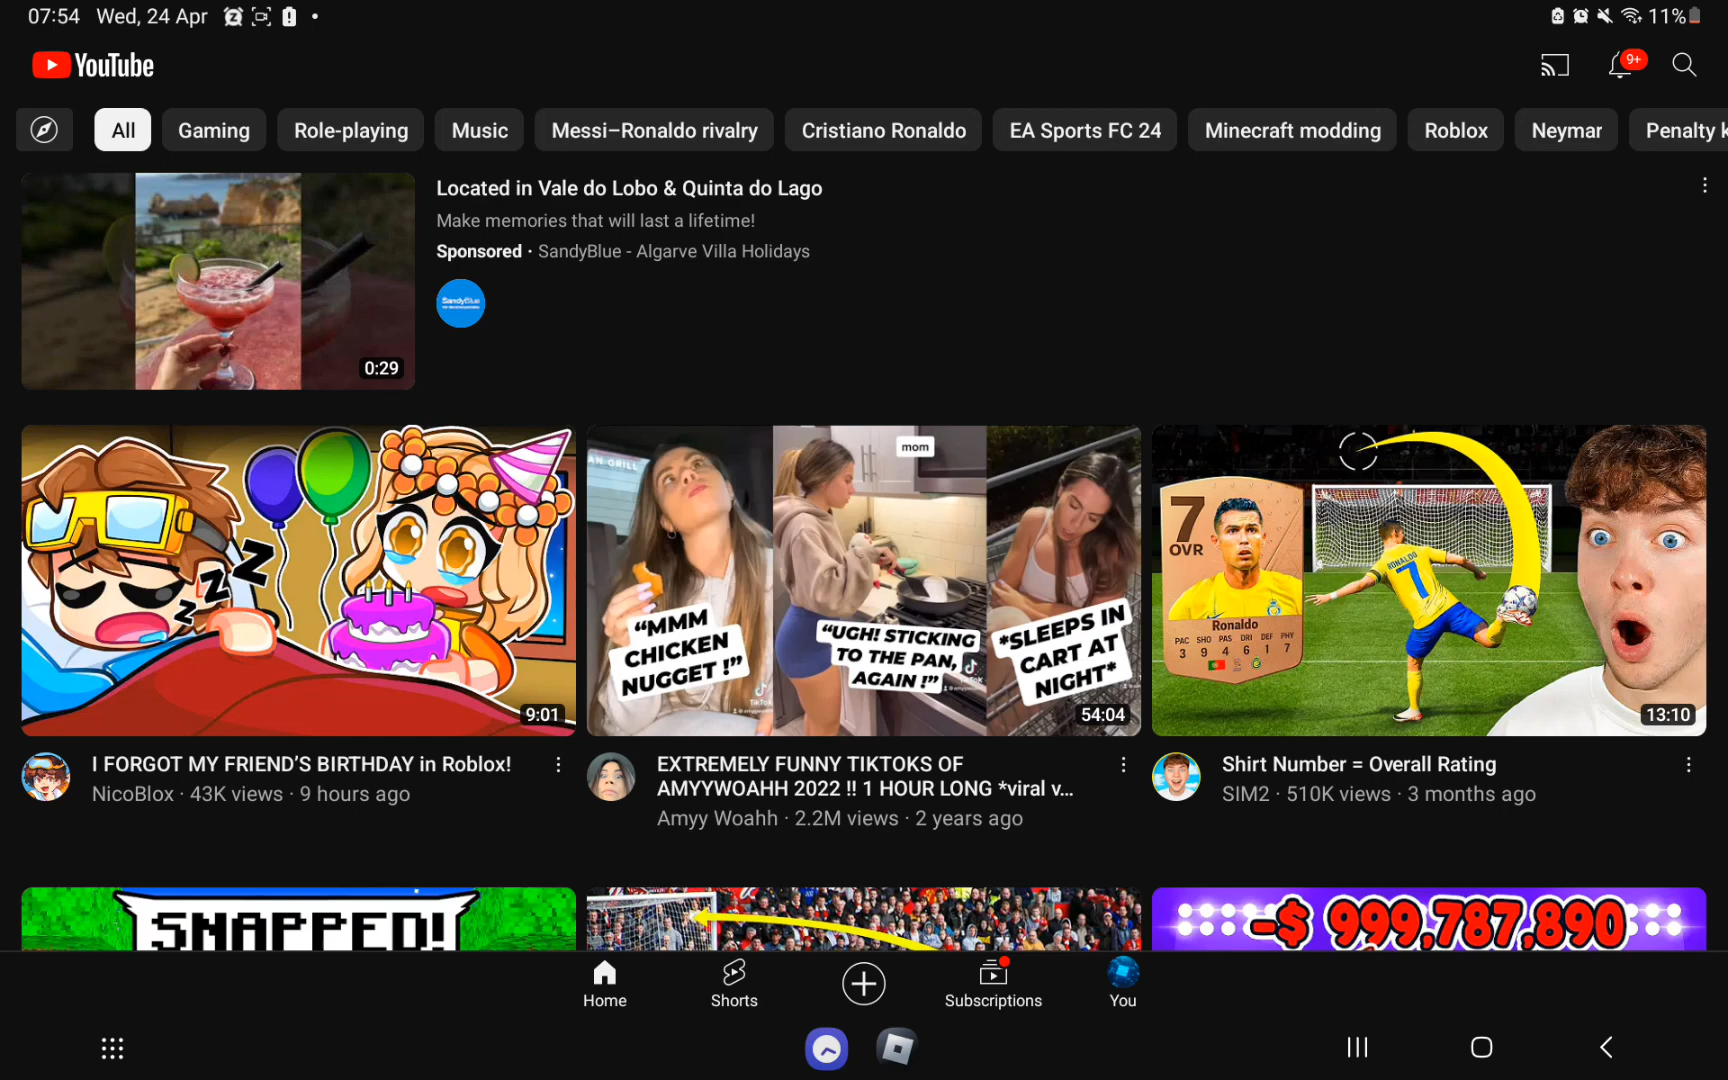 07:54 Wed, 24 Apr
11%
YouTube
9+
All
Gaming
Role-playing
Music
Messi–Ronaldo rivalry
Cristiano Ronaldo
EA Sports FC 24
Minecraft modding
Roblox
Neymar
Penalty k
0:29
Located in Vale do Lobo & Quinta do Lago
Make memories that will last a lifetime!
Sponsored · SandyBlue - Algarve Villa Holidays
SandyBlue
z z Z
9:01
AN GRILL
"MMM
CHICKEN
NUGGET !"
TikTok
mom
"UGH! STICKING
TO THE PAN,
AGAIN !"
TikTok
*SLEEPS IN
CART AT
NIGHT*
54:04
7
OVR
Ronaldo
PAC SHO PAS DRI DEF PHY
3 9 4 6 1 7
RONALDO
7
13:10
I FORGOT MY FRIEND'S BIRTHDAY in Roblox!
NicoBlox · 43K views · 9 hours ago
EXTREMELY FUNNY TIKTOKS OF
AMYYWOAHH 2022 !! 1 HOUR LONG *viral v...
Amyy Woahh · 2.2M views · 2 years ago
Shirt Number = Overall Rating
SIM2 · 510K views · 3 months ago
SNAPPED!
-$ 999,787,890
Home
Shorts
Subscriptions
You